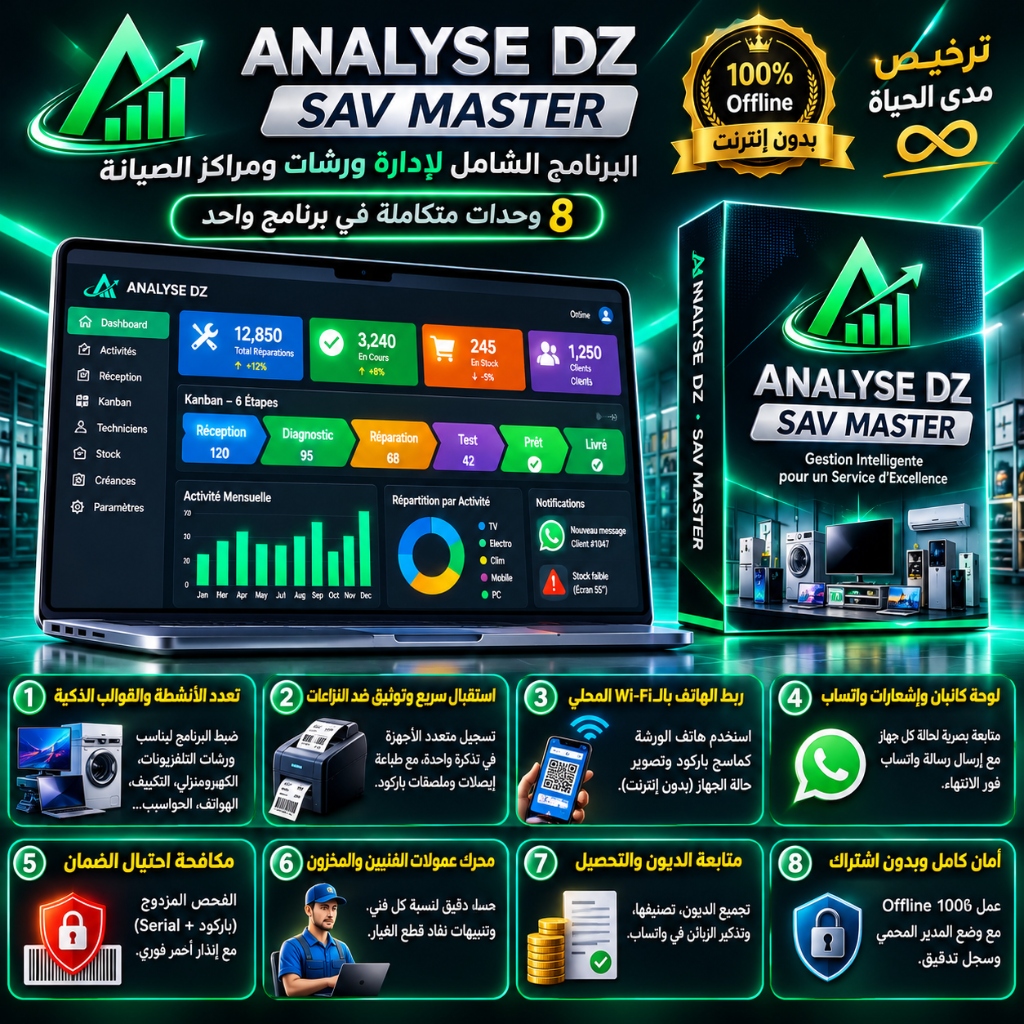 ANALYSE DZ
SAV MASTER
البرنامج الشامل لإدارة ورشات ومراكز الصيانة
8 وحدات متكاملة في برنامج واحد
100%
Offline
بدون إنترنت
ترخيص
مدى الحياة
ANALYSE DZ
Online
Dashboard
Activités
Réception
Kanban
Techniciens
Stock
Créances
Paramètres
12,850
Total Réparations
↑ +12%
3,240
En Cours
↑ +8%
245
En Stock
↓ -5%
1,250
Clients
Clients
Kanban – 6 Étapes
Réception
120
Diagnostic
95
Réparation
68
Test
42
Prêt
Livré
Activité Mensuelle
30
20
0
Jan Mer Apr May Jul Aug Sep Oct Nov Dec
Répartition par Activité
TV
Electro
Clim
Mobile
PC
Notifications
Nouveau message
Client #1047
Stock faible
(Écran 55")
ANALYSE DZ · SAV MASTER
ANALYSE DZ
SAV MASTER
Gestion Intelligente
pour un Service d'Excellence
1 تعدد الأنشطة والقوالب الذكية
ضبط البرنامج ليناسب
ورشات التلفزيونات،
الكهرومنزلي، التكييف،
الهواتف، الحواسيب...
2 استقبال سريع وتوثيق ضد النزاعات
تسجيل متعدد الأجهزة
في تذكرة واحدة، مع طباعة
إيصلات وملصقات باركود.
3 ربط الهاتف بالـ Wi-Fi المحلي
استخدم هاتف الورشة
كماسح باركود وتصوير
حالة الجهاز (بدون إنترنت).
4 لوحة كانبان وإشعارات واتساب
متابعة بصرية لحالة كل جهاز
مع إرسال رسالة واتساب
فور الانتهاء.
5 مكافحة احتيال الضمان
الفحص المزدوج
(باركود + Serial)
مع إنذار أحمر فوري.
6 محرك عمولات الفنيين والمخزون
دقيق لنسبة كل فني.
وتنبيهات نفاد قطع الغيار.
7 متابعة الديون والتحصيل
تجميع الديون، تصنيفها،
وتذكير الزبائن في واتساب.
8 أمان كامل وبدون اشتراك
عمل Offline
مع وضع المدير المحمي
وسجل تدقيق.